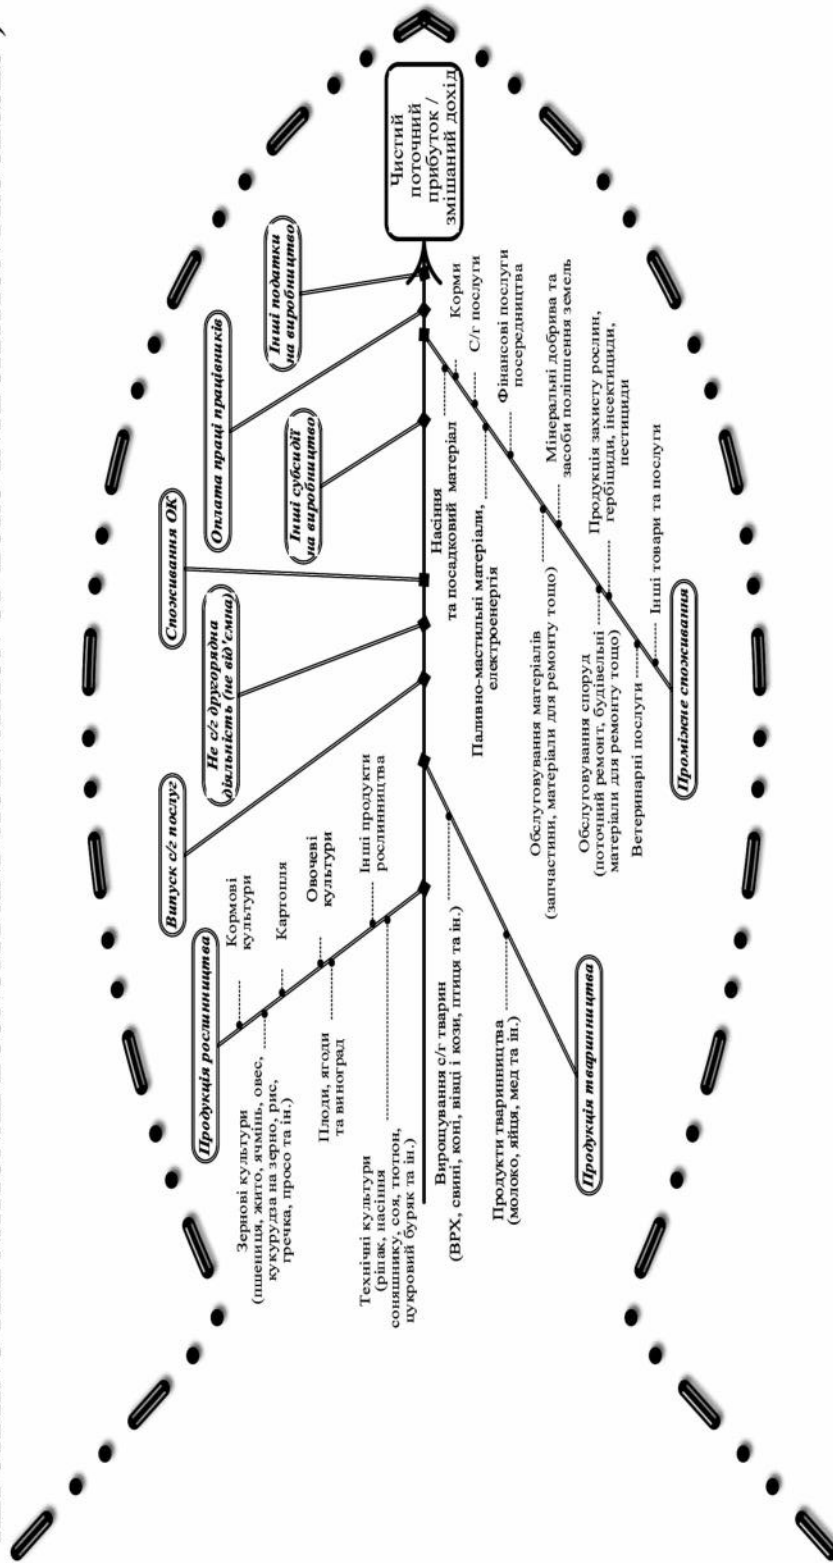 Чистий
поточний
прибуток /
змішаний дохід
Інші податки
на виробництво
Оплата праці працівників
Інші субсидії
на виробництво
Споживання ОК
Не с/г другорядна
діяльність (не від'ємна)
Випуск с/г послуг
Продукція рослинництва
Кормові
культури
Картопля
Овочеві
культури
Інші продукти
рослинництва
Зернові культури
(пшениця, жито, ячмінь, овес,
кукурудза на зерно, рис,
гречка, просо та ін.)
Плоди, ягоди
та виноград
Технічні культури
(ріпак, насіння
соняшнику, соя, тютюн,
цукровий буряк та ін.)
Вирощування с/г тварин
(ВРХ, свині, коні, вівці і кози, птиця та ін.)
Продукти тваринництва
(молоко, яйця, мед та ін.)
Продукція тваринництва
Насіння
та посадковий матеріал
Корми
С/г послуги
Паливно-мастильні матеріали,
електроенергія
Фінансові послуги
посередництва
Обслуговування матеріалів
(запчастини, матеріали для ремонту тощо)
Мінеральні добрива та
засоби поліпшення земель
Обслуговування споруд
(поточний ремонт, будівельні
матеріали для ремонту тощо)
Продукція захисту рослин,
гербіциди, інсектициди,
пестициди
Ветеринарні послуги
Інші товари та послуги
Проміжне споживання